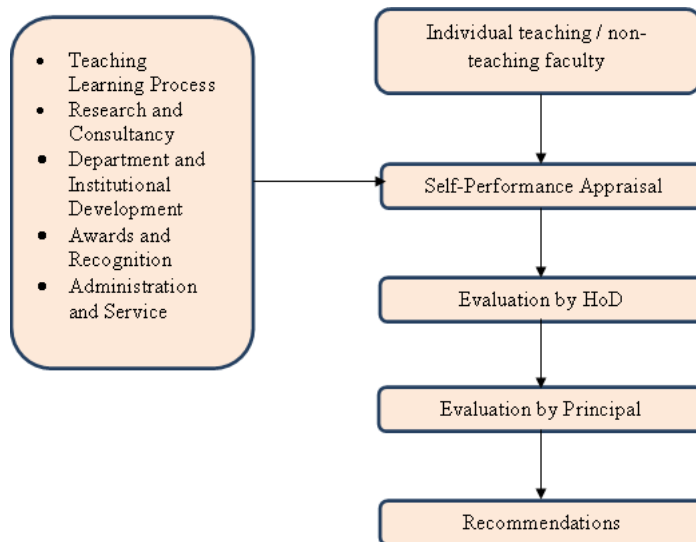 • Teaching
Learning Process
• Research and
Consultancy
• Department and
Institutional
Development
• Awards and
Recognition
• Administration
and Service
Individual teaching / non-
teaching faculty
Self-Performance Appraisal
Evaluation by HoD
Evaluation by Principal
Recommendations